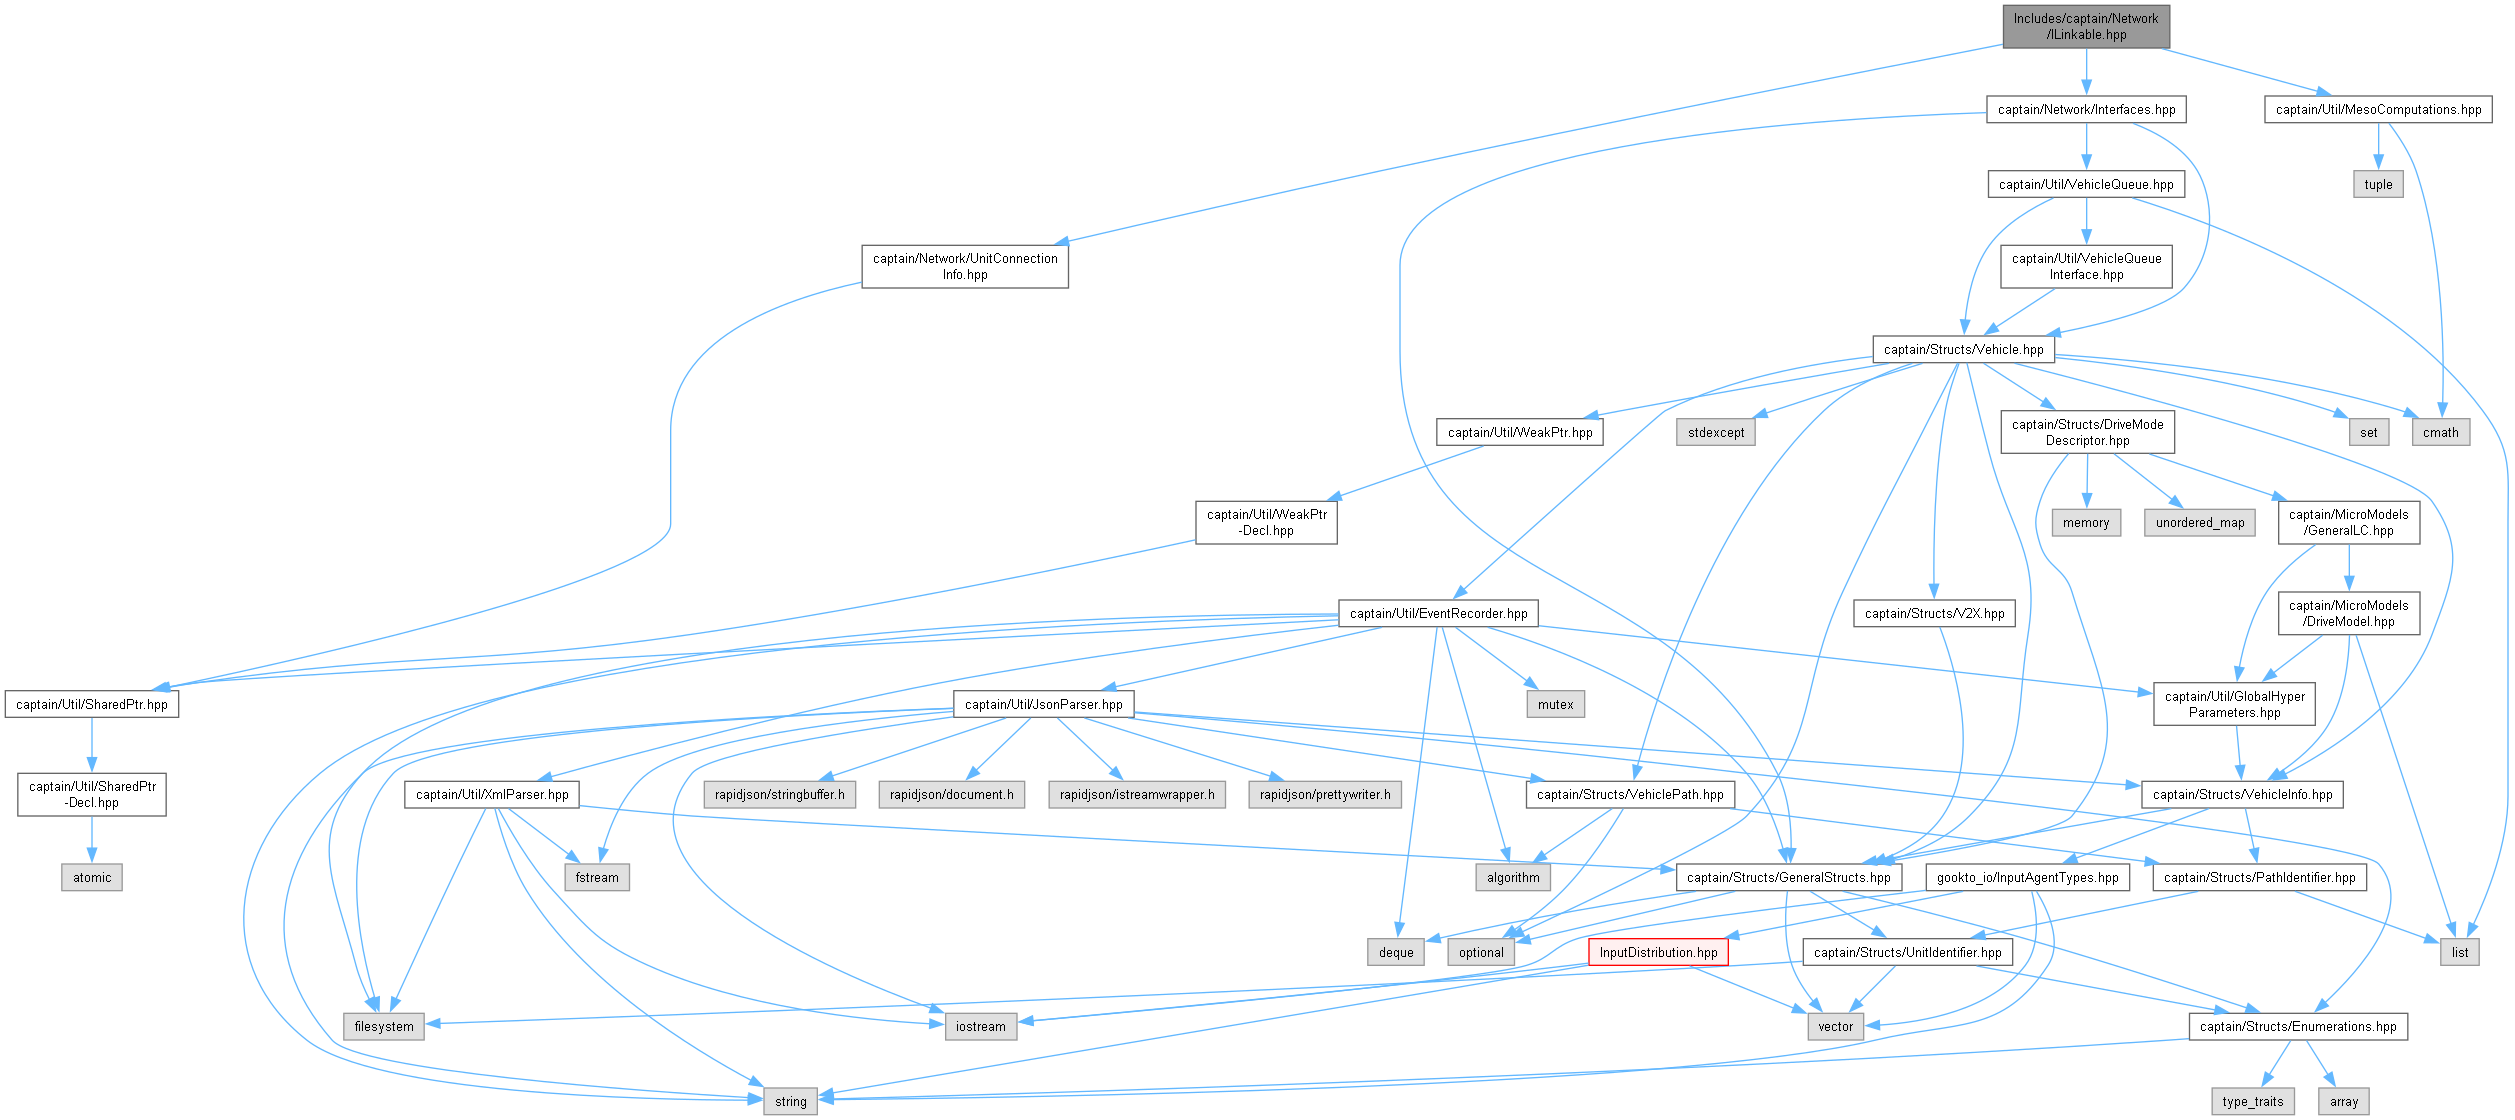 Includes/captain/Network
/ILinkable.hpp
captain/Network/Interfaces.hpp
captain/Util/MesoComputations.hpp
captain/Util/VehicleQueue.hpp
tuple
captain/Network/UnitConnection
Info.hpp
captain/Util/VehicleQueue
Interface.hpp
captain/Structs/Vehicle.hpp
captain/Util/WeakPtr.hpp
stdexcept
captain/Structs/DriveMode
Descriptor.hpp
set
cmath
captain/Util/WeakPtr
-Decl.hpp
memory
unordered_map
captain/MicroModels
/GeneralLC.hpp
captain/Util/EventRecorder.hpp
captain/Structs/V2X.hpp
captain/MicroModels
/DriveModel.hpp
captain/Util/SharedPtr.hpp
captain/Util/JsonParser.hpp
mutex
captain/Util/GlobalHyper
Parameters.hpp
captain/Util/SharedPtr
-Decl.hpp
captain/Util/XmlParser.hpp
rapidjson/stringbuffer.h
rapidjson/document.h
rapidjson/istreamwrapper.h
rapidjson/prettywriter.h
captain/Structs/VehiclePath.hpp
captain/Structs/VehicleInfo.hpp
atomic
fstream
algorithm
captain/Structs/GeneralStructs.hpp
gookto_io/InputAgentTypes.hpp
captain/Structs/PathIdentifier.hpp
deque
optional
InputDistribution.hpp
captain/Structs/UnitIdentifier.hpp
list
filesystem
iostream
vector
captain/Structs/Enumerations.hpp
string
type_traits
array